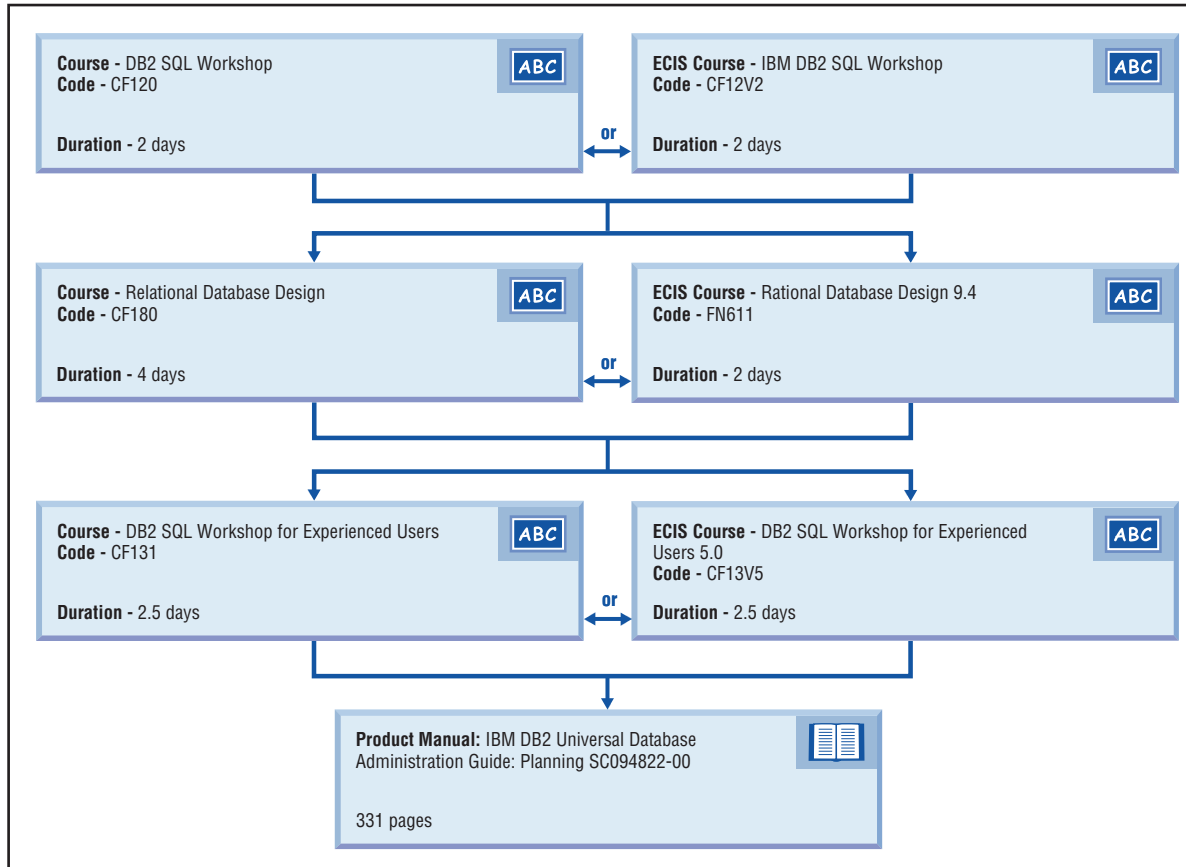 Course - DB2 SQL Workshop
Code - CF120
Duration - 2 days
ABC
or
ECIS Course - IBM DB2 SQL Workshop
Code - CF12V2
Duration - 2 days
ABC
Course - Relational Database Design
Code - CF180
Duration - 4 days
ABC
or
ECIS Course - Rational Database Design 9.4
Code - FN611
Duration - 2 days
ABC
Course - DB2 SQL Workshop for Experienced Users
Code - CF131
Duration - 2.5 days
ABC
or
ECIS Course - DB2 SQL Workshop for Experienced
Users 5.0
Code - CF13V5
Duration - 2.5 days
ABC
Product Manual: IBM DB2 Universal Database
Administration Guide: Planning SC094822-00
331 pages